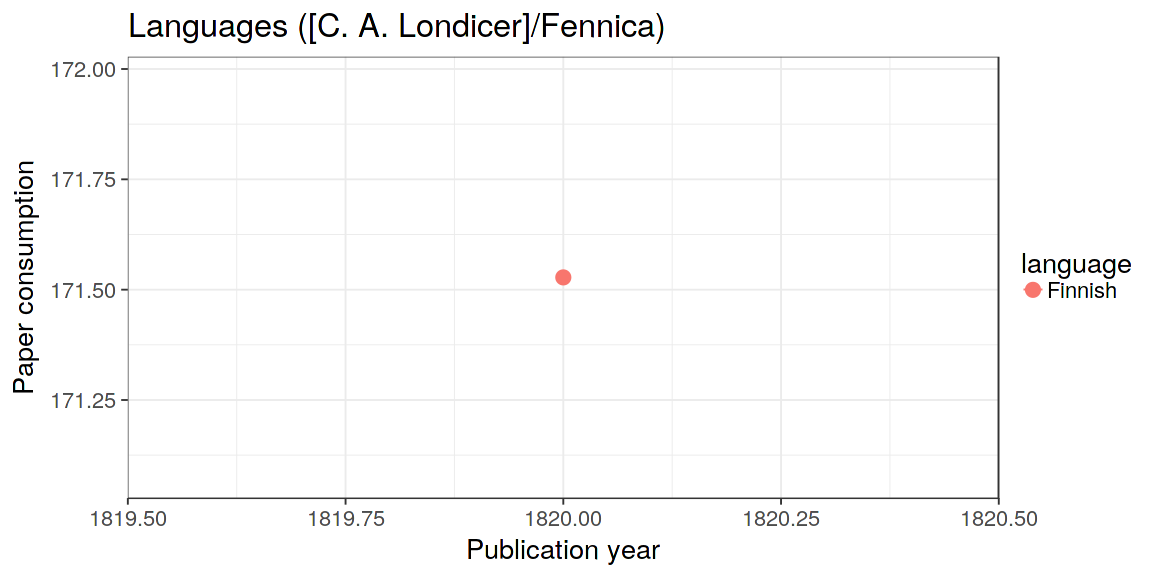 Languages ([C. A. Londicer]/Fennica)
172.00
171.75
171.50
171.25
Paper consumption
1819.50 1819.75 1820.00 1820.25 1820.50
Publication year
language
Finnish